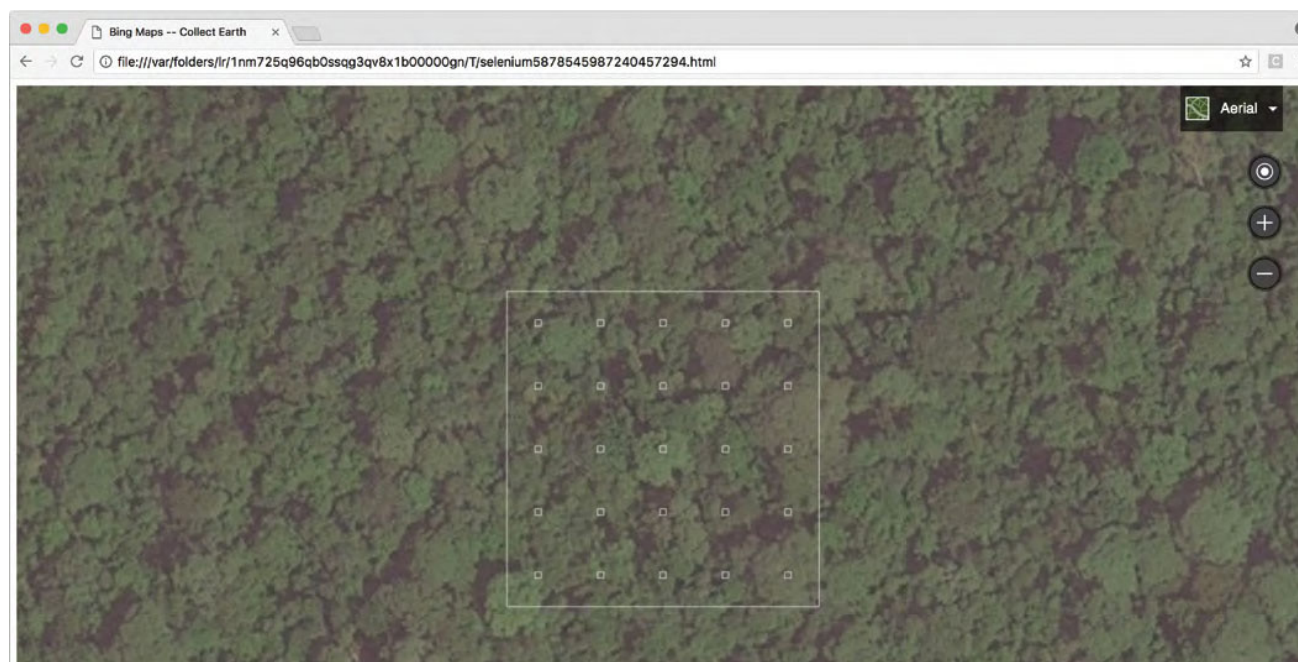 Bing Maps -- Collect Earth
file:///var/folders/lr/1nm725q96qb0ssqg3qv8x1b00000gn/T/selenium5878545987240457294.html
Aerial